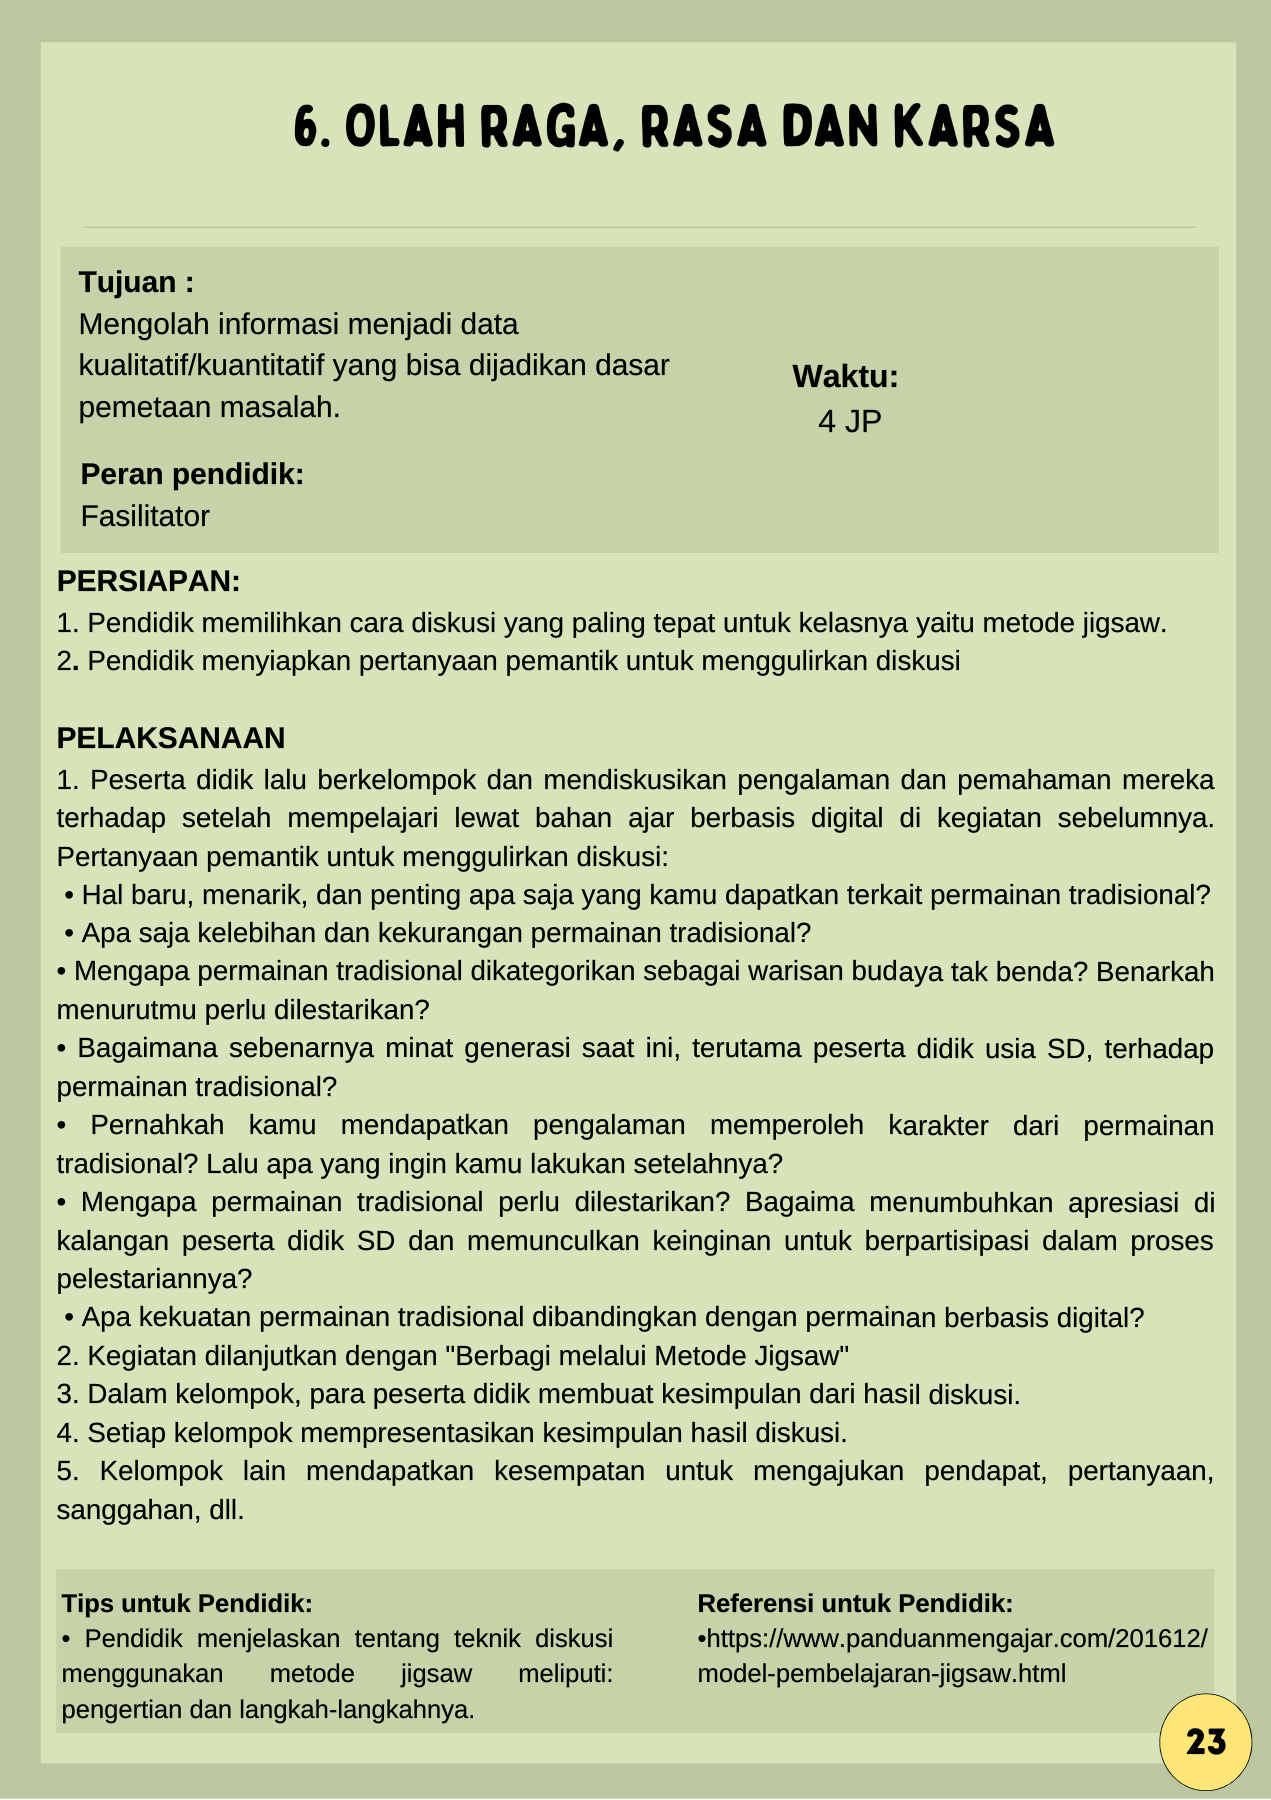 6. OLAH RAGA, RASA DAN KARSA
Tujuan :
Mengolah informasi menjadi data
kualitatif/kuantitatif yang bisa dijadikan dasar
pemetaan masalah.
Waktu:
4 JP
Peran pendidik:
Fasilitator
PERSIAPAN:
1. Pendidik memilihkan cara diskusi yang paling tepat untuk kelasnya yaitu metode jigsaw.
2. Pendidik menyiapkan pertanyaan pemantik untuk menggulirkan diskusi
PELAKSANAAN
1. Peserta didik lalu berkelompok dan mendiskusikan pengalaman dan pemahaman mereka
terhadap setelah mempelajari lewat bahan ajar berbasis digital di kegiatan sebelumnya.
Pertanyaan pemantik untuk menggulirkan diskusi:
• Hal baru, menarik, dan penting apa saja yang kamu dapatkan terkait permainan tradisional?
• Apa saja kelebihan dan kekurangan permainan tradisional?
• Mengapa permainan tradisional dikategorikan sebagai warisan budaya tak benda? Benarkah
menurutmu perlu dilestarikan?
• Bagaimana sebenarnya minat generasi saat ini, terutama peserta didik usia SD, terhadap
permainan tradisional?
• Pernahkah kamu mendapatkan pengalaman memperoleh karakter dari permainan
tradisional? Lalu apa yang ingin kamu lakukan setelahnya?
• Mengapa permainan tradisional perlu dilestarikan? Bagaima menumbuhkan apresiasi di
kalangan peserta didik SD dan memunculkan keinginan untuk berpartisipasi dalam proses
pelestariannya?
• Apa kekuatan permainan tradisional dibandingkan dengan permainan berbasis digital?
2. Kegiatan dilanjutkan dengan "Berbagi melalui Metode Jigsaw"
3. Dalam kelompok, para peserta didik membuat kesimpulan dari hasil diskusi.
4. Setiap kelompok mempresentasikan kesimpulan hasil diskusi.
5. Kelompok lain mendapatkan kesempatan untuk mengajukan pendapat, pertanyaan,
sanggahan, dll.
Tips untuk Pendidik:
• Pendidik menjelaskan tentang teknik diskusi
menggunakan metode jigsaw meliputi:
pengertian dan langkah-langkahnya.
Referensi untuk Pendidik:
•https://www.panduanmengajar.com/201612/
model-pembelajaran-jigsaw.html
23